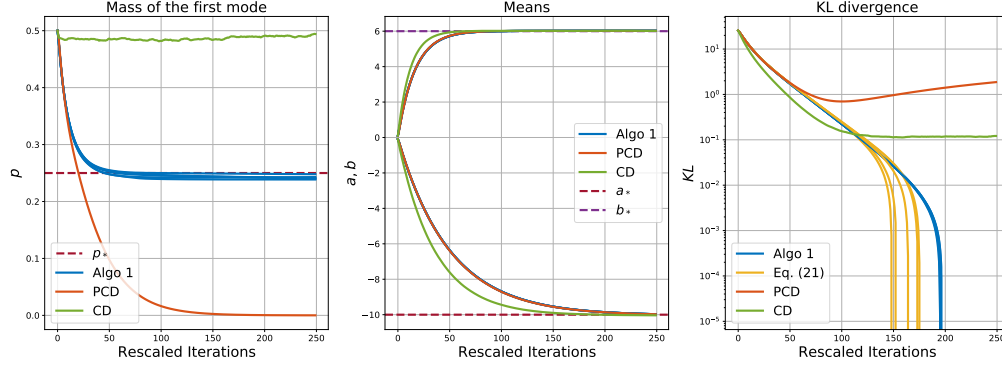 Mass of the first mode
p
0.5
0.4
0.3
0.2
0.1
0.0
p*
Algo 1
PCD
CD
0 50 100 150 200 250
Rescaled Iterations
Means
a, b
6
4
2
0
−2
−4
−6
−8
−10
Algo 1
PCD
CD
a*
b*
0 50 100 150 200 250
Rescaled Iterations
KL divergence
KL
10¹
10⁰
10⁻¹
10⁻²
10⁻³
10⁻⁴
10⁻⁵
Algo 1
Eq. (21)
PCD
CD
0 50 100 150 200 250
Rescaled Iterations